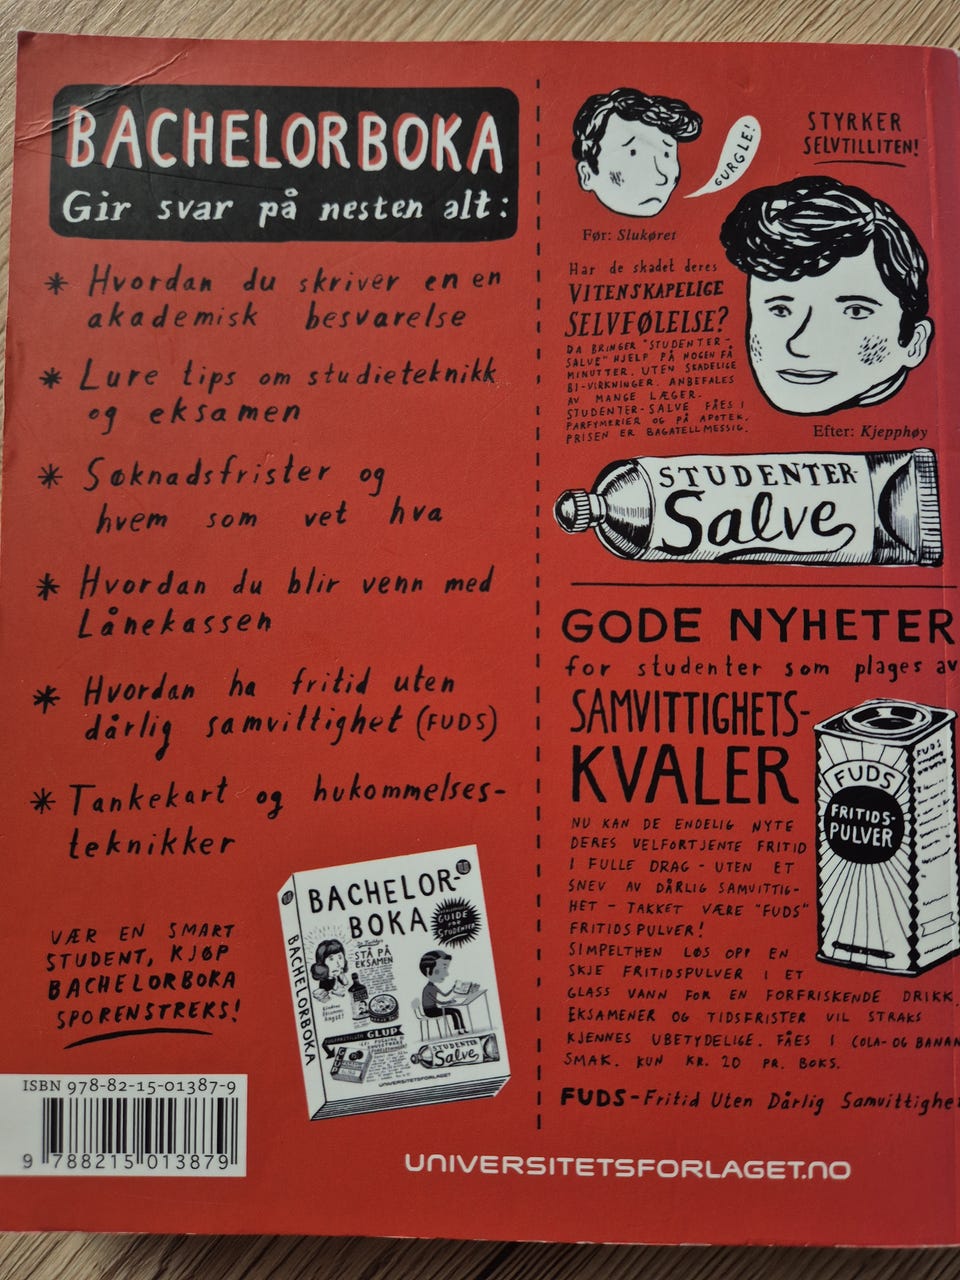 BACHELORBOKA
Gir svar på nesten alt:
* Hvordan du skriver en en
akademisk besvarelse
* Lure tips om studieteknikk
og eksamen
* Søknadsfrister og
hvem som vet hva
* Hvordan du blir venn med
Lånekassen
* Hvordan ha fritid uten
dårlig samvittighet (FUDS)
* Tankekart og hukommelses-
teknikker
VÆR EN SMART
STUDENT, KJØP
BACHELORBOKA
SPORENSTREKS!
BACHELOR-
BOKA
GUIDE FOR
STUDENTER
STÅ PÅ
EKSAMEN
GLUP
STUDENTER
Salve
UNIVERSITETSFORLAGET
BACHELORBOKA
ISBN 978-82-15-01387-9
9 788215 013879
GURGLE!
STYRKER
SELVTILLITEN!
Før: Slukøret
Har de skadet deres
VITENSKAPELIGE
SELVFØLELSE?
DA BRINGER "STUDENTER-
SALVE" HJELP PÅ NOGEN FÅ
MINUTTER. UTEN SKADELIGE
BI-VIRKNINGER. ANBEFALES
AV MANGE LÆGER.
STUDENTER-SALVE FÅES I
PARFYMERIER OG PÅ APOTEK.
PRISEN ER BAGATELLMESSIG.
Efter: Kjepphøy
STUDENTER-
Salve
GODE NYHETER
for studenter som plages av
SAMVITTIGHETS-
KVALER
NU KAN DE ENDELIG NYTE
DERES VELFORTJENTE FRITID
I FULLE DRAG - UTEN ET
SNEV AV DÅRLIG SAMVITTIG-
HET - TAKKET VÆRE "FUDS"
FRITIDSPULVER!
SIMPELTHEN LØS OPP EN
SKJE FRITIDSPULVER I ET
GLASS VANN FOR EN FORFRISKENDE DRIKK.
EKSAMENER OG TIDSFRISTER VIL STRAKS
KJENNES UBETYDELIGE. FÅES I COLA-OG BANAN
SMAK. KUN KR. 20 PR. BOKS.
FUDS
FRITIDS-
PULVER
FUDS
FUDS-Fritid Uten Dårlig Samvittighet
UNIVERSITETSFORLAGET.NO